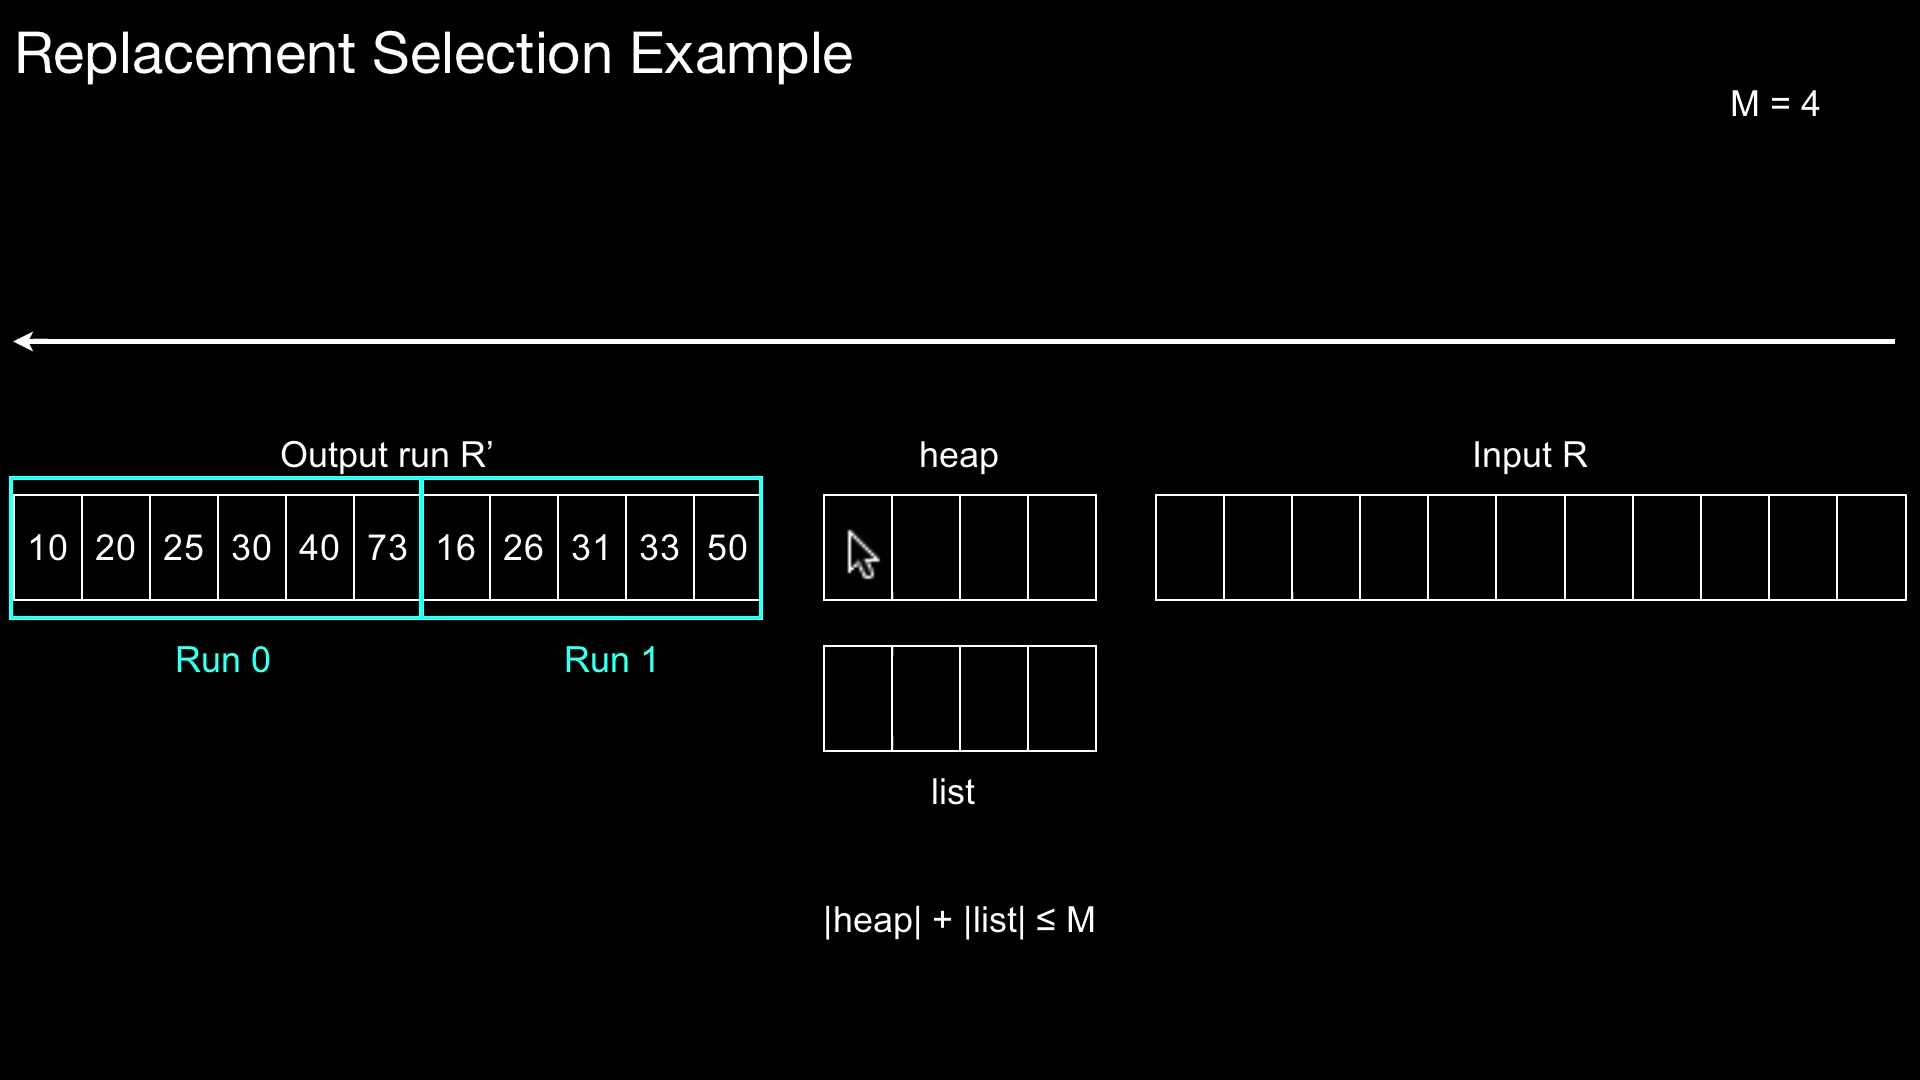 Replacement Selection Example
M = 4
Output run R’
heap
Input R
10 20 25 30 40 73 16 26 31 33 50
Run 0
Run 1
list
|heap| + |list| ≤ M